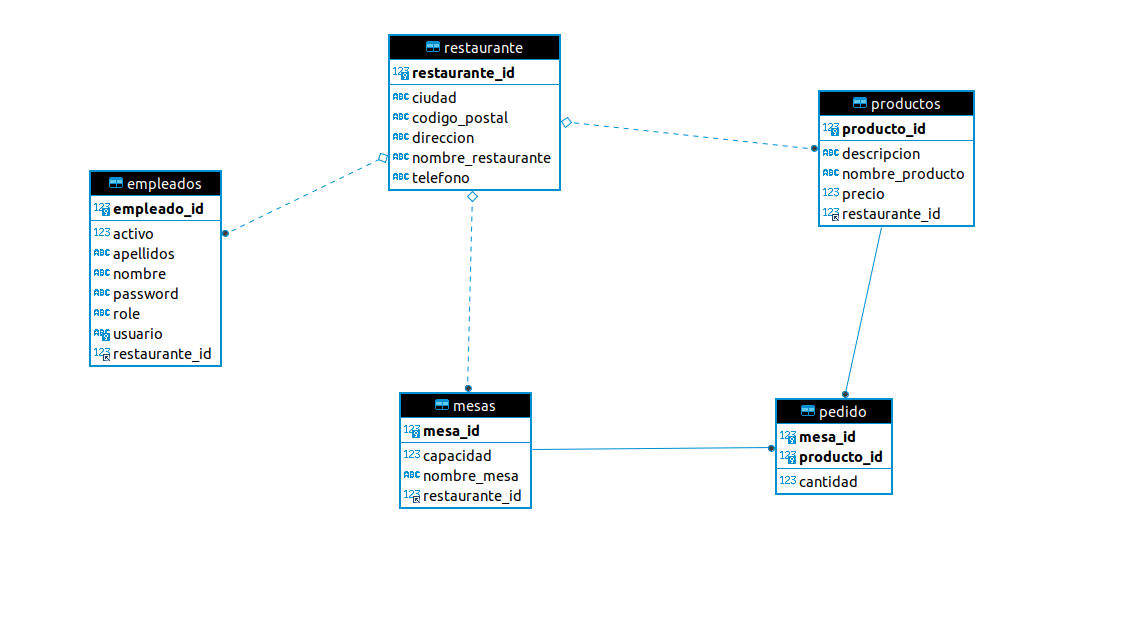 restaurante
123 restaurante_id
ABC ciudad
ABC codigo_postal
ABC direccion
ABC nombre_restaurante
ABC telefono
productos
123 producto_id
ABC descripcion
ABC nombre_producto
123 precio
123 restaurante_id
empleados
123 empleado_id
123 activo
ABC apellidos
ABC nombre
ABC password
ABC role
ABC usuario
123 restaurante_id
mesas
123 mesa_id
123 capacidad
ABC nombre_mesa
123 restaurante_id
pedido
123 mesa_id
123 producto_id
123 cantidad